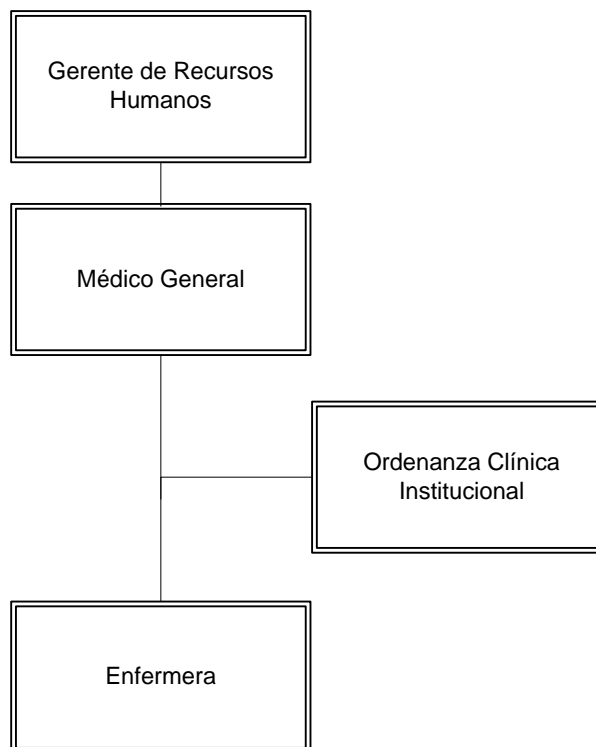 Gerente de Recursos
Humanos
Médico General
Ordenanza Clínica
Institucional
Enfermera